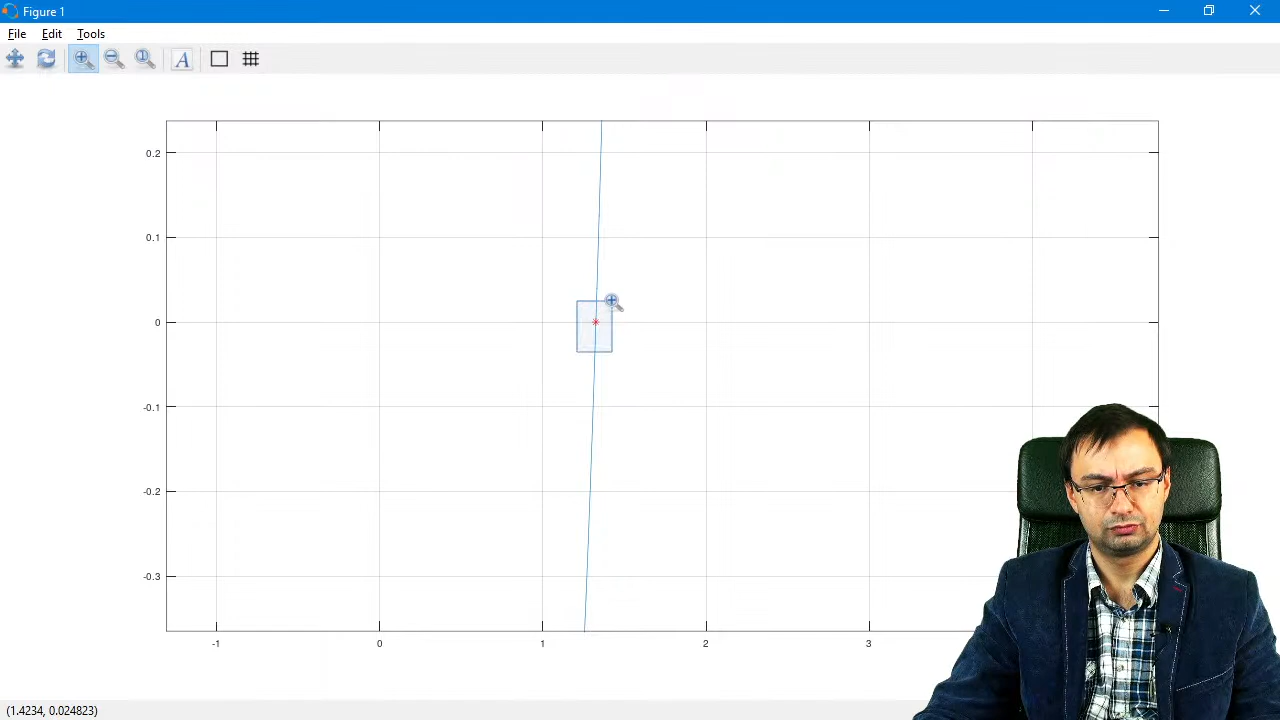 Figure 1
File Edit Tools
A
0.2
0.1
0
-0.1
-0.2
-0.3
-1 0 1 2 3
(1.4234, 0.024823)